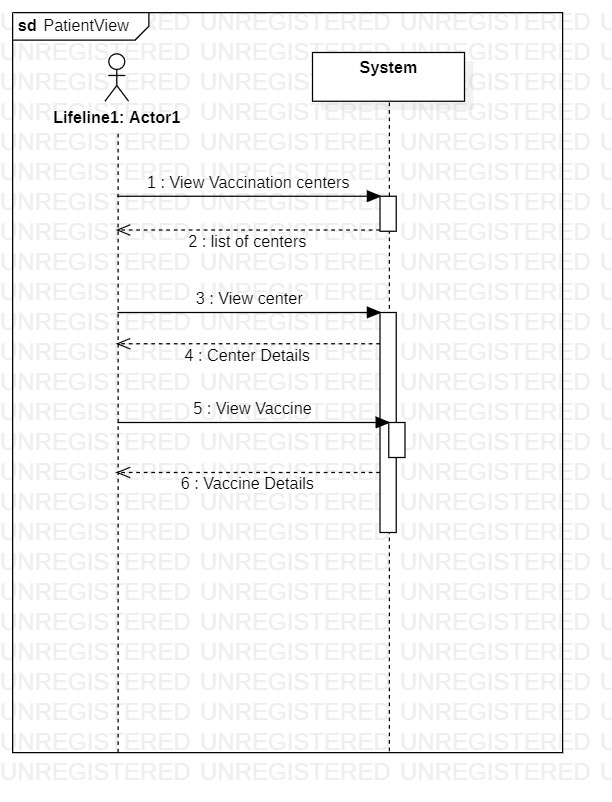 sd PatientView
Lifeline1: Actor1
System
1 : View Vaccination centers
2 : list of centers
3 : View center
4 : Center Details
5 : View Vaccine
6 : Vaccine Details
UNREGISTERED UNREGISTERED